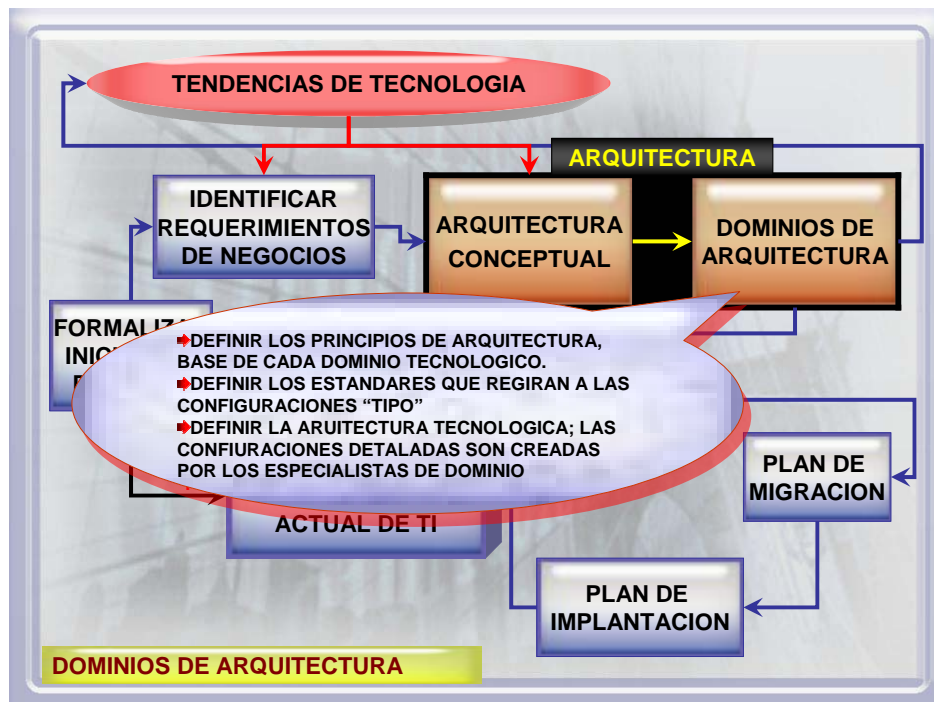 TENDENCIAS DE TECNOLOGIA
ARQUITECTURA
IDENTIFICAR
REQUERIMIENTOS
DE NEGOCIOS
ARQUITECTURA
CONCEPTUAL
DOMINIOS DE
ARQUITECTURA
DEFINIR LOS PRINCIPIOS DE ARQUITECTURA,
BASE DE CADA DOMINIO TECNOLOGICO.
DEFINIR LOS ESTANDARES QUE REGIRAN A LAS
CONFIGURACIONES “TIPO”
DEFINIR LA ARUITECTURA TECNOLOGICA; LAS
CONFIURACIONES DETALADAS SON CREADAS
POR LOS ESPECIALISTAS DE DOMINIO
PLAN DE
MIGRACION
ACTUAL DE TI
PLAN DE
IMPLANTACION
DOMINIOS DE ARQUITECTURA